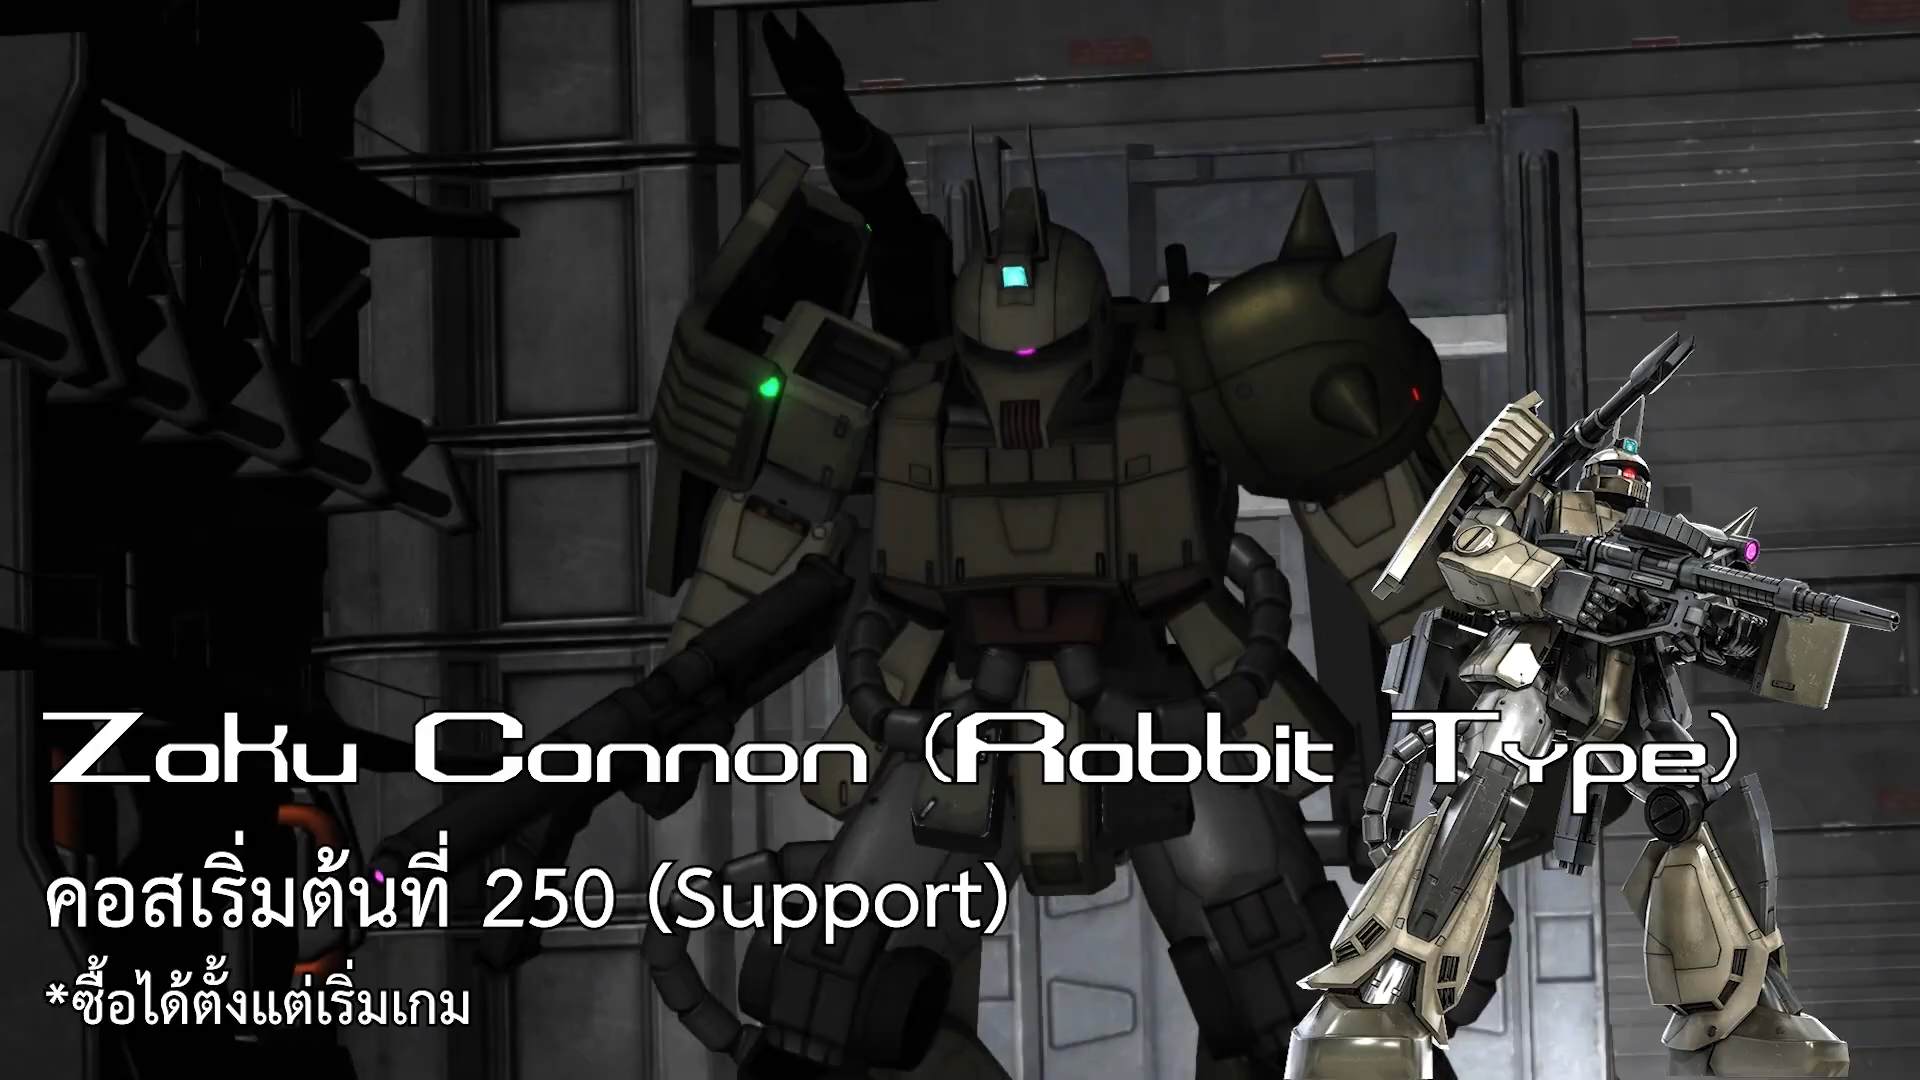 Zaku Cannon (Rabbit Type)
คอสเริ่มต้นที่ 250 (Support)
*ซื้อได้ตั้งแต่เริ่มเกม